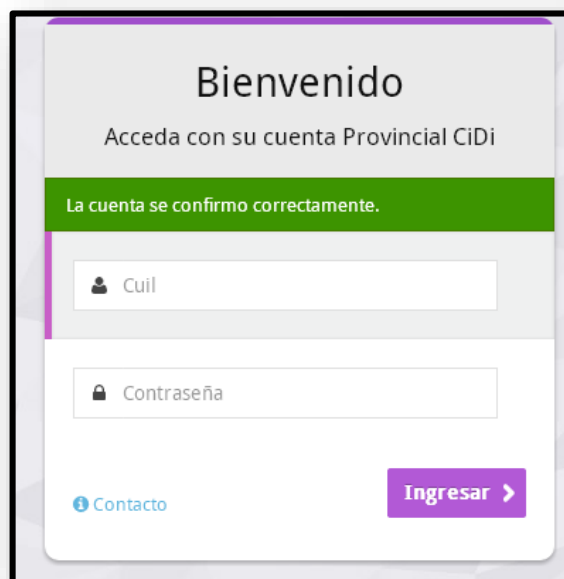 Bienvenido
Acceda con su cuenta Provincial CiDi
La cuenta se confirmo correctamente.
Cuil
Contraseña
Contacto
Ingresar